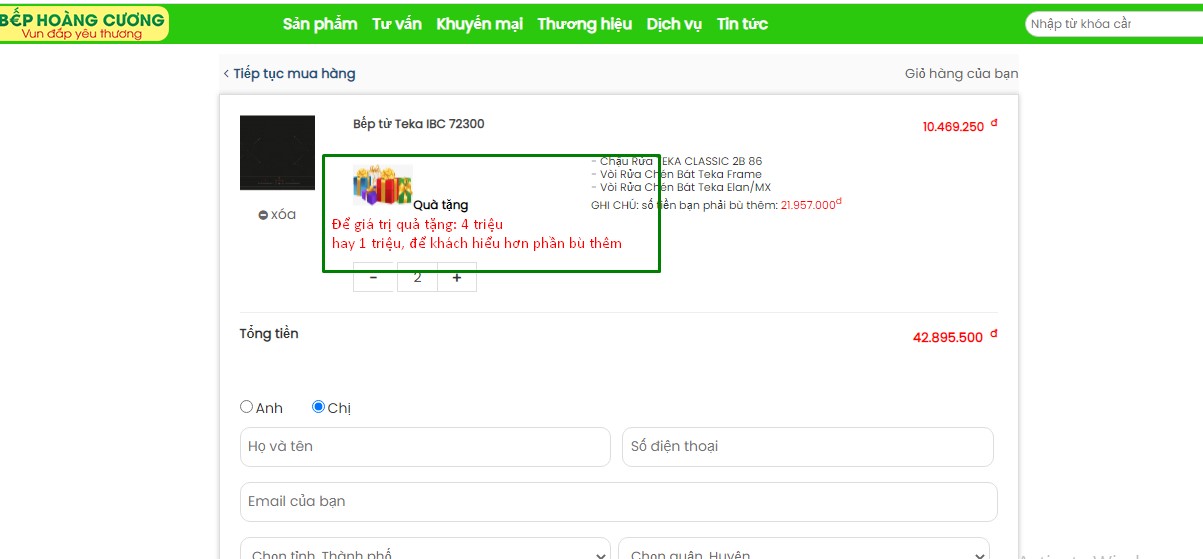 BẾP HOÀNG CƯƠNG
Vun đắp yêu thương
Sản phẩm Tư vấn Khuyến mại Thương hiệu Dịch vụ Tin tức
Nhập từ khóa cầ
‹ Tiếp tục mua hàng
Giỏ hàng của bạn
Bếp từ Teka IBC 72300
10.469.250 đ
- Chậu Rửa TEKA CLASSIC 2B 86
- Vòi Rửa Chén Bát Teka Frame
- Vòi Rửa Chén Bát Teka Elan/MX
Quà tặng
GHI CHÚ: số tiền bạn phải bù thêm: 21.957.000đ
xóa
Để giá trị quà tặng: 4 triệu
hay 1 triệu, để khách hiểu hơn phần bù thêm
- 2 +
Tổng tiền
42.895.500 đ
Anh Chị
Họ và tên
Số điện thoại
Email của bạn
Chọn tỉnh, Thành phố
Chọn quận, Huyện